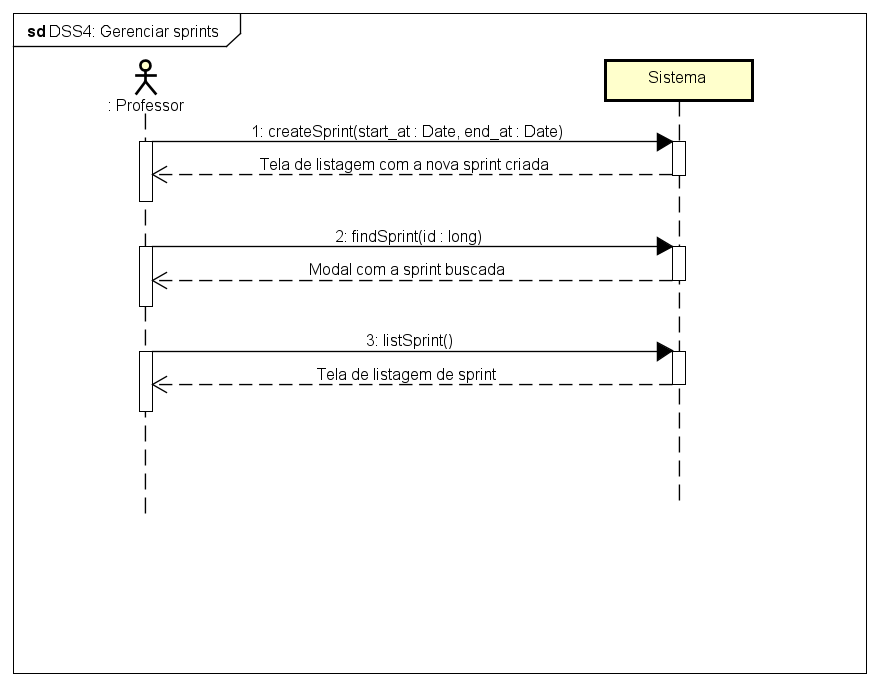 sd DSS4: Gerenciar sprints
: Professor
Sistema
1: createSprint(start_at : Date, end_at : Date)
Tela de listagem com a nova sprint criada
2: findSprint(id : long)
Modal com a sprint buscada
3: listSprint()
Tela de listagem de sprint